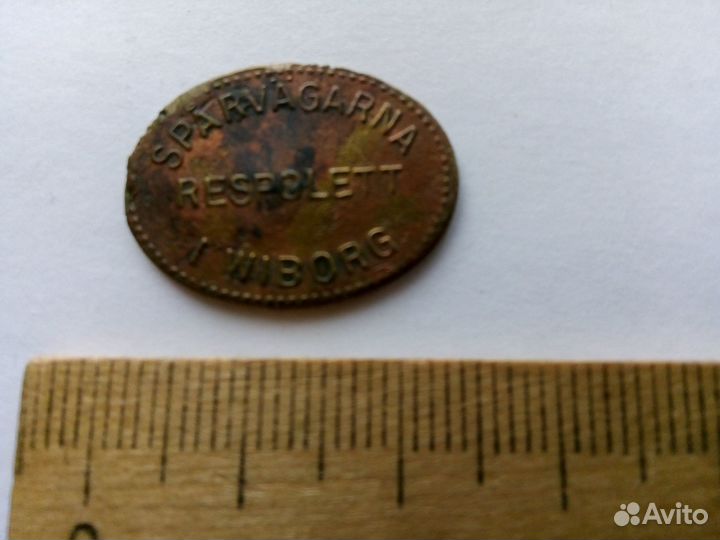 SPÅRVÄGARNA
RESPOLETT
I WIBORG
Avito